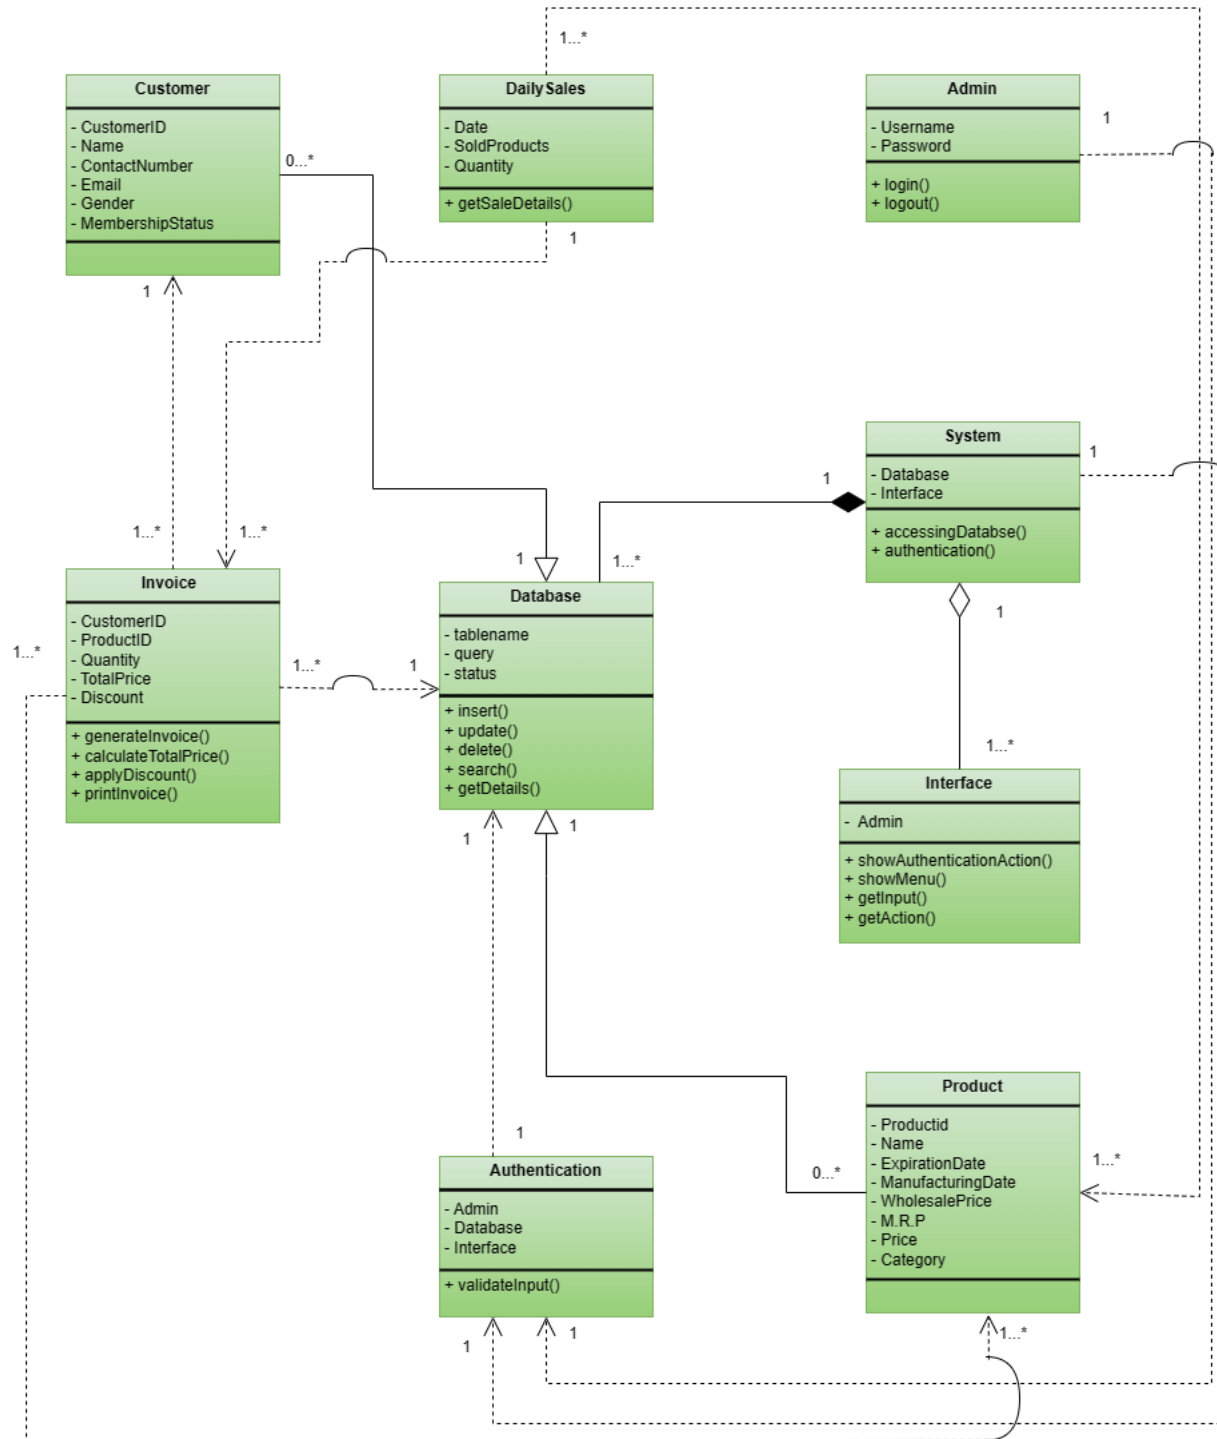 1...*
Customer
- CustomerID
- Name
- ContactNumber
- Email
- Gender
- MembershipStatus
0...*
DailySales
- Date
- SoldProducts
- Quantity
+ getSaleDetails()
1
Admin
- Username
- Password
+ login()
+ logout()
1
1
1...*
1...*
System
- Database
- Interface
+ accessingDatabse()
+ authentication()
1
1
1
1...*
1
Invoice
- CustomerID
- ProductID
- Quantity
- TotalPrice
- Discount
+ generateInvoice()
+ calculateTotalPrice()
+ applyDiscount()
+ printInvoice()
1...*
1...*
1
Database
- tablename
- query
- status
+ insert()
+ update()
+ delete()
+ search()
+ getDetails()
1
1
1...*
Interface
- Admin
+ showAuthenticationAction()
+ showMenu()
+ getInput()
+ getAction()
1
Authentication
- Admin
- Database
- Interface
+ validateInput()
1
1
0...*
Product
- Productid
- Name
- ExpirationDate
- ManufacturingDate
- WholesalePrice
- M.R.P
- Price
- Category
1...*
1...*